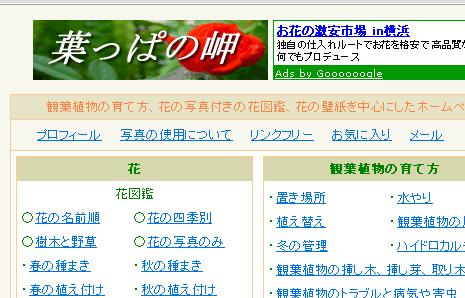 葉っぱの岬
お花の激安市場 in横浜
独自の仕入れルートでお花を格安で高品質な
何でもプロデュース
Ads by Goooooogle
観葉植物の育て方、花の写真付きの花図鑑、花の壁紙を中心にしたホームペ
プロフィール 写真の使用について リンクフリー お気に入り メール
花
花図鑑
○花の名前順 ○花の四季別
○樹木と野草 ○花の写真のみ
・春の種まき ・秋の種まき
・春の植え付け ・秋の植え付け
観葉植物の育て方
・置き場所 ・水やり
・植え替え ・観葉植物の
・冬の管理 ・ハイドロカル
・観葉植物の挿し木、挿し芽、取り木
・観葉植物のトラブルと病気や害虫